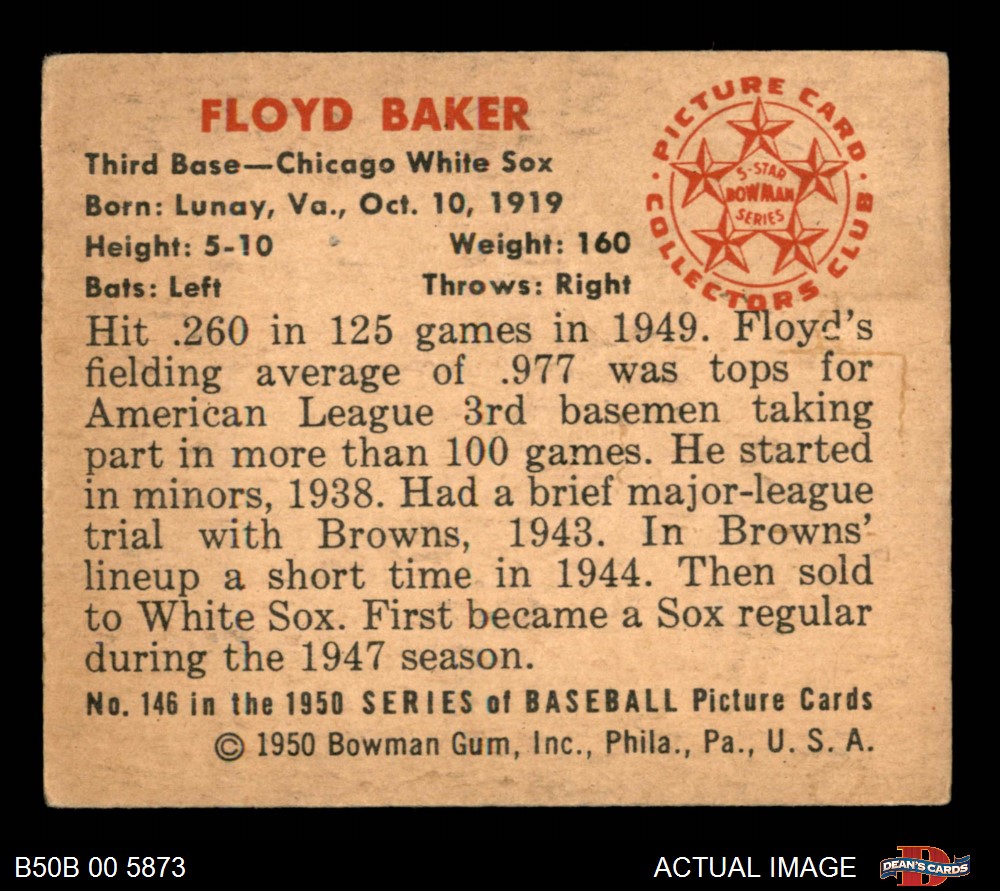 FLOYD BAKER
Third Base—Chicago White Sox
Born: Lunay, Va., Oct. 10, 1919
Height: 5-10 Weight: 160
Bats: Left Throws: Right
PICTURE CARD
COLLECTORS CLUB
5-STAR
BOWMAN
SERIES
Hit .260 in 125 games in 1949. Floyd's
fielding average of .977 was tops for
American League 3rd basemen taking
part in more than 100 games. He started
in minors, 1938. Had a brief major-league
trial with Browns, 1943. In Browns'
lineup a short time in 1944. Then sold
to White Sox. First became a Sox regular
during the 1947 season.
No. 146 in the 1950 SERIES of BASEBALL Picture Cards
© 1950 Bowman Gum, Inc., Phila., Pa., U. S. A.
B50B 00 5873
ACTUAL IMAGE
DEAN'S CARDS